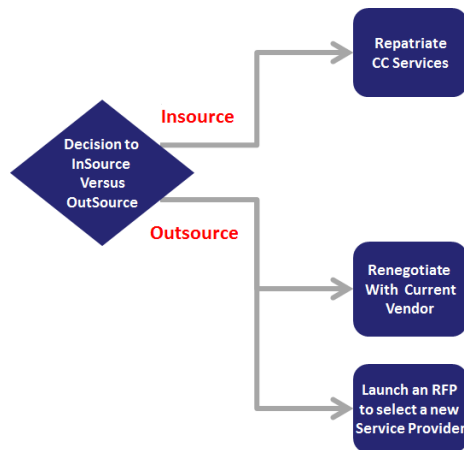 Repatriate
CC Services
Insource
Decision to
InSource
Versus
OutSource
Outsource
Renegotiate
With Current
Vendor
Launch an RFP
to select a new
Service Provider